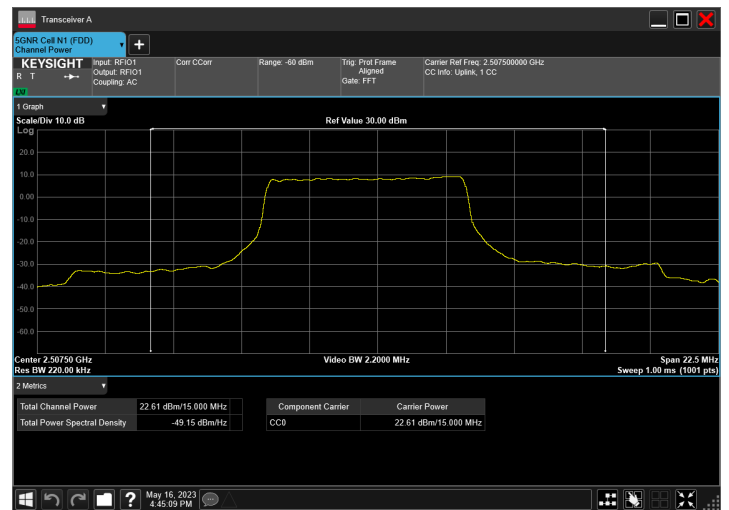 Transceiver A
5GNR Cell N1 (FDD)
Channel Power
KEYSIGHT
R T
LXI
Input: RFIO1
Output: RFIO1
Coupling: AC
Corr CCorr
Range: -60 dBm
Trig: Prot Frame
Aligned
Gate: FFT
Carrier Ref Freq: 2.507500000 GHz
CC Info: Uplink, 1 CC
1 Graph
Scale/Div 10.0 dB
Ref Value 30.00 dBm
Log
20.0
10.0
0.00
-10.0
-20.0
-30.0
-40.0
-50.0
-60.0
Center 2.50750 GHz
Video BW 2.2000 MHz
Span 22.5 MHz
Res BW 220.00 kHz
Sweep 1.00 ms (1001 pts)
2 Metrics
Total Channel Power 22.61 dBm/15.000 MHz
Total Power Spectral Density -49.15 dBm/Hz
Component Carrier Carrier Power
CC0 22.61 dBm/15.000 MHz
? May 16, 2023
4:45:09 PM